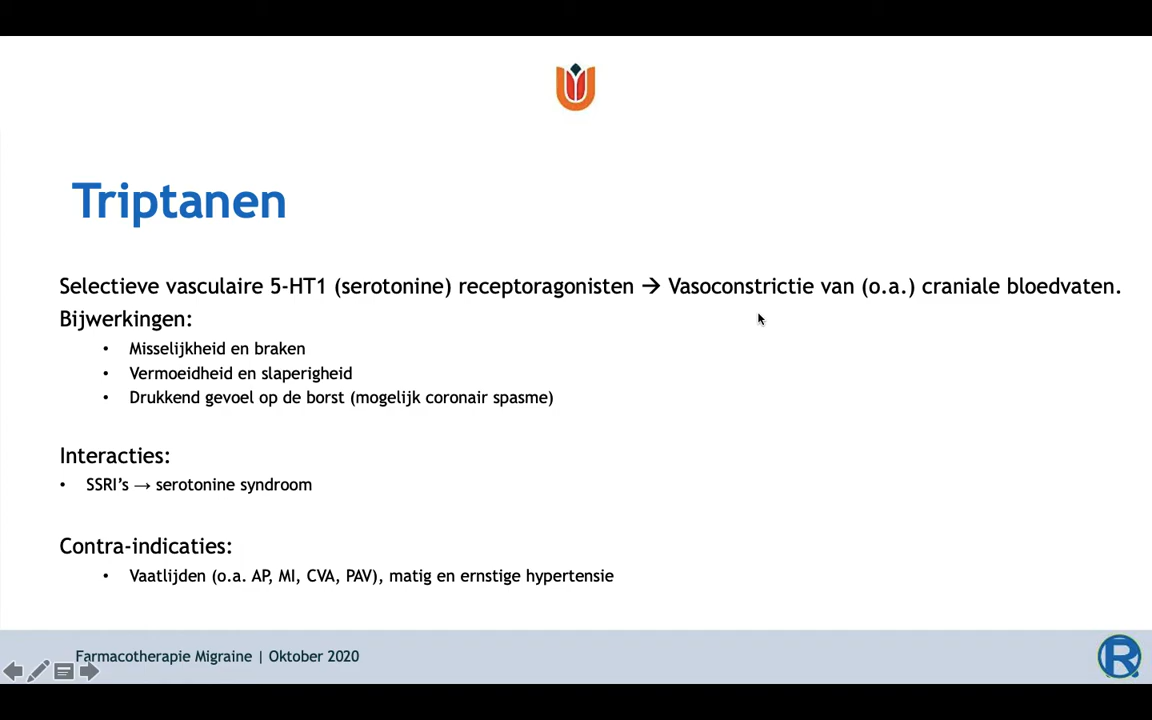 Triptanen
Selectieve vasculaire 5-HT1 (serotonine) receptoragonisten → Vasoconstrictie van (o.a.) craniale bloedvaten.
Bijwerkingen:
• Misselijkheid en braken
• Vermoeidheid en slaperigheid
• Drukkend gevoel op de borst (mogelijk coronair spasme)
Interacties:
• SSRI’s → serotonine syndroom
Contra-indicaties:
• Vaatlijden (o.a. AP, MI, CVA, PAV), matig en ernstige hypertensie
Farmacotherapie Migraine | Oktober 2020
R